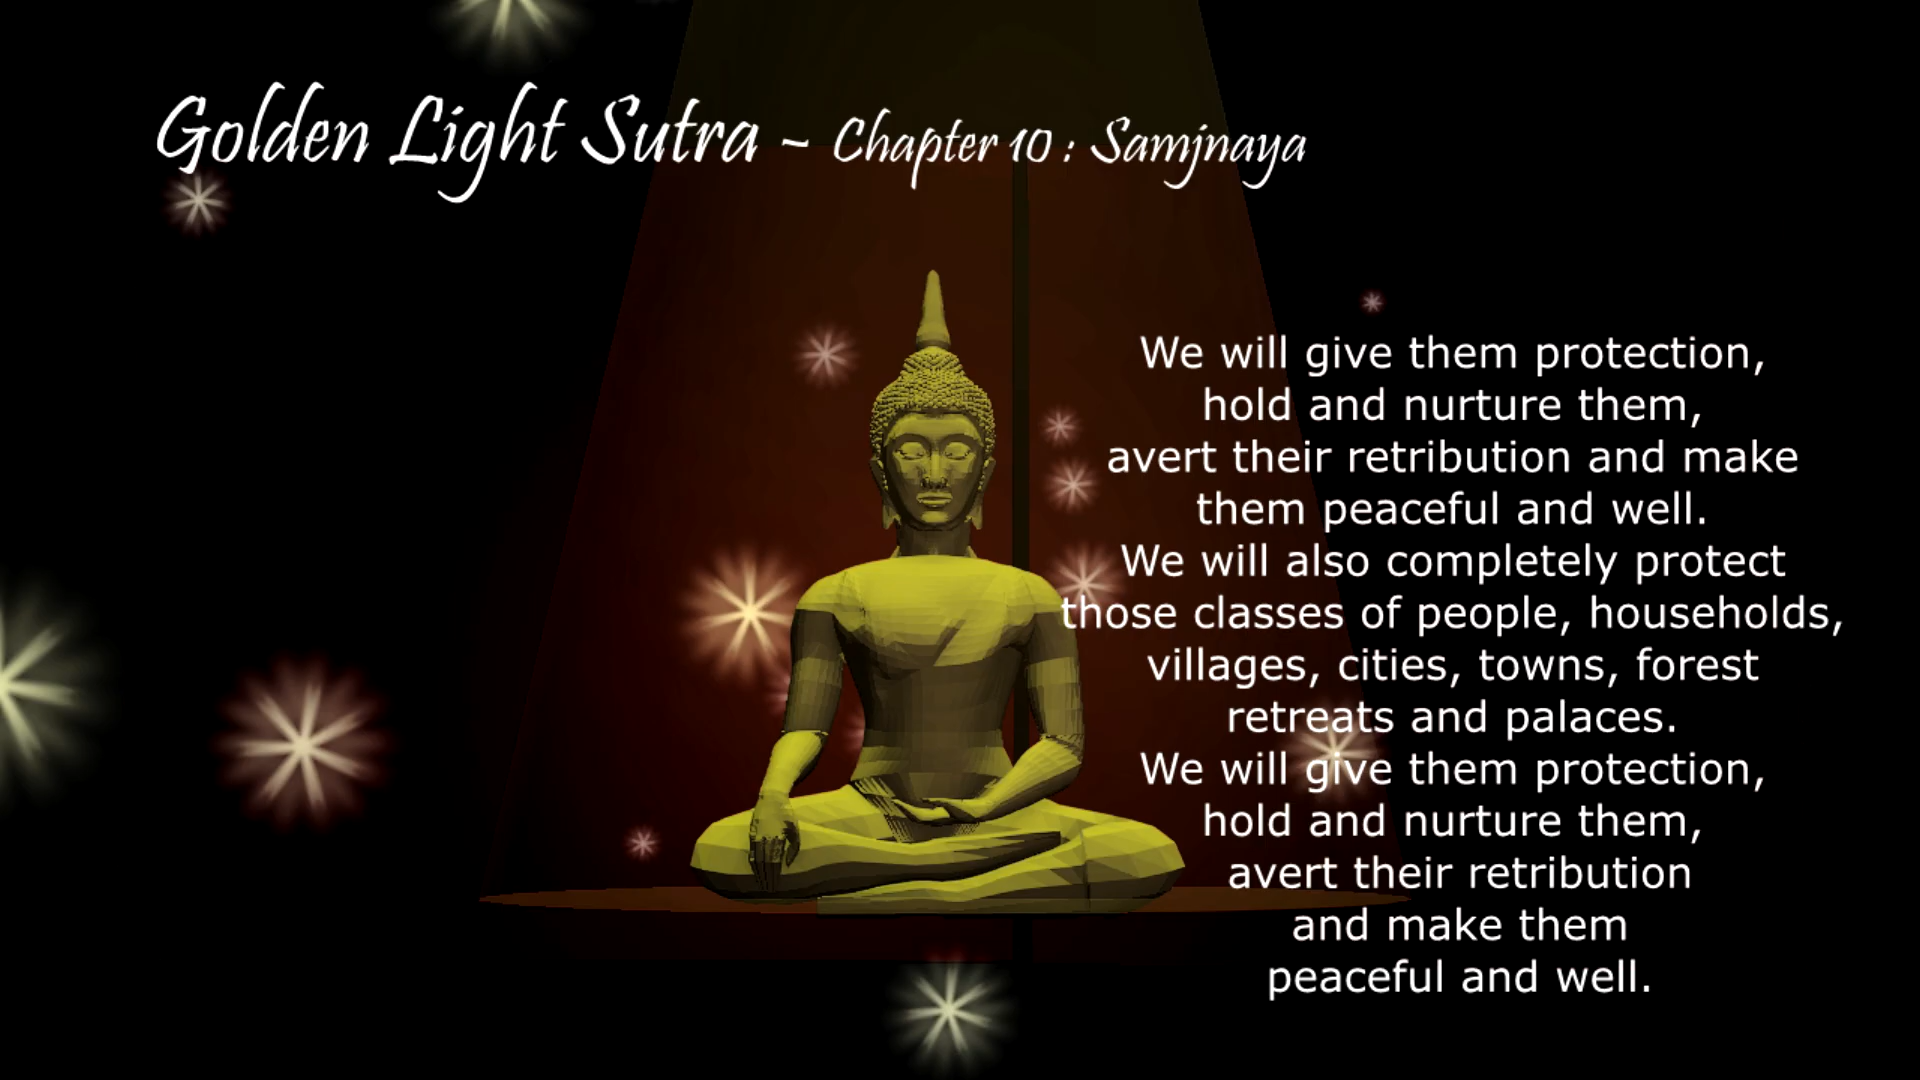 Golden Light Sutra ~ Chapter 10 : Samjnaya
We will give them protection,
hold and nurture them,
avert their retribution and make
them peaceful and well.
We will also completely protect
those classes of people, households,
villages, cities, towns, forest
retreats and palaces.
We will give them protection,
hold and nurture them,
avert their retribution
and make them
peaceful and well.